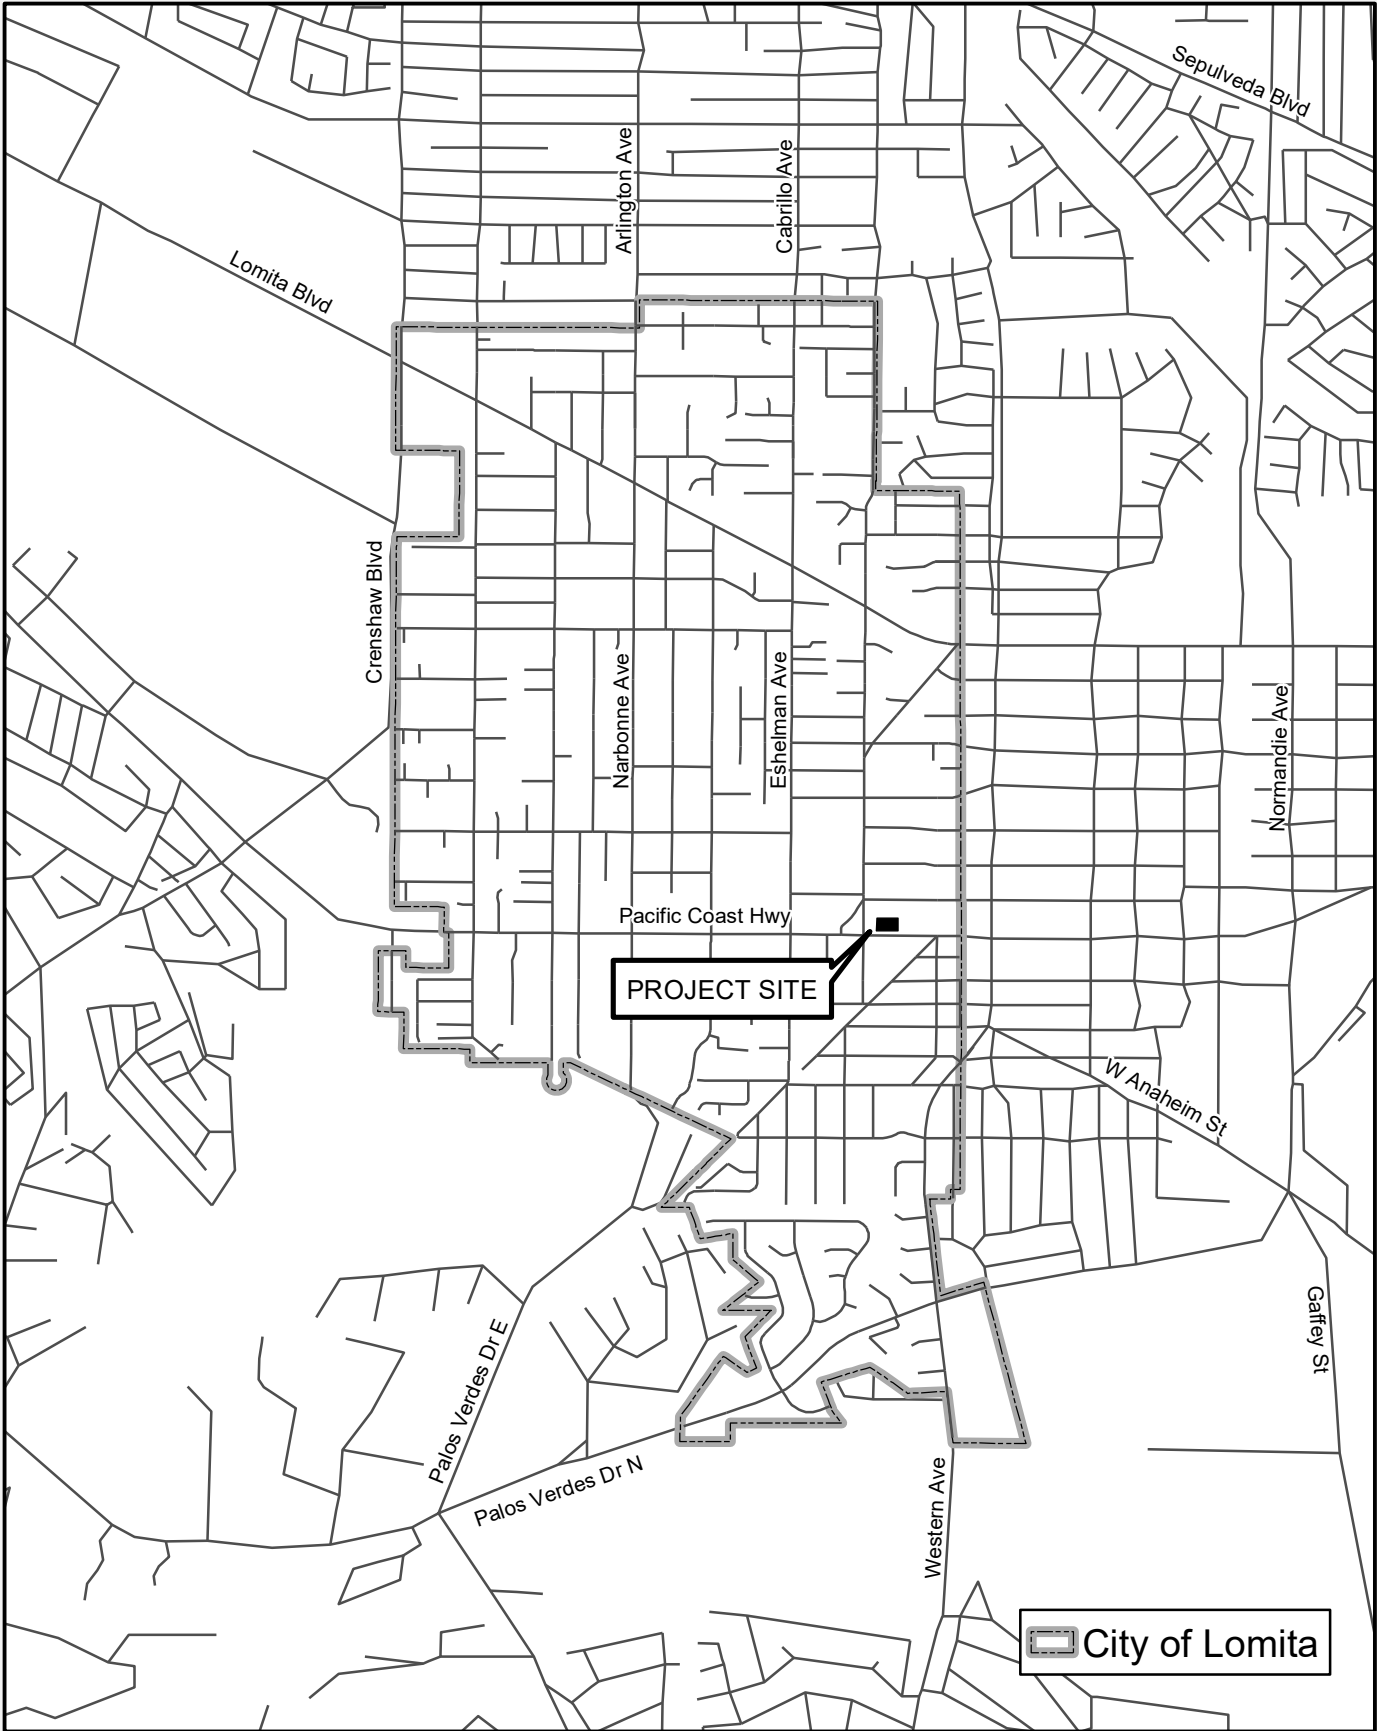 Sepulveda Blvd
Arlington Ave
Cabrillo Ave
Lomita Blvd
Crenshaw Blvd
Narbonne Ave
Eshelman Ave
Normandie Ave
Pacific Coast Hwy
PROJECT SITE
W Anaheim St
Gaffey St
Palos Verdes Dr E
Palos Verdes Dr N
Western Ave
City of Lomita